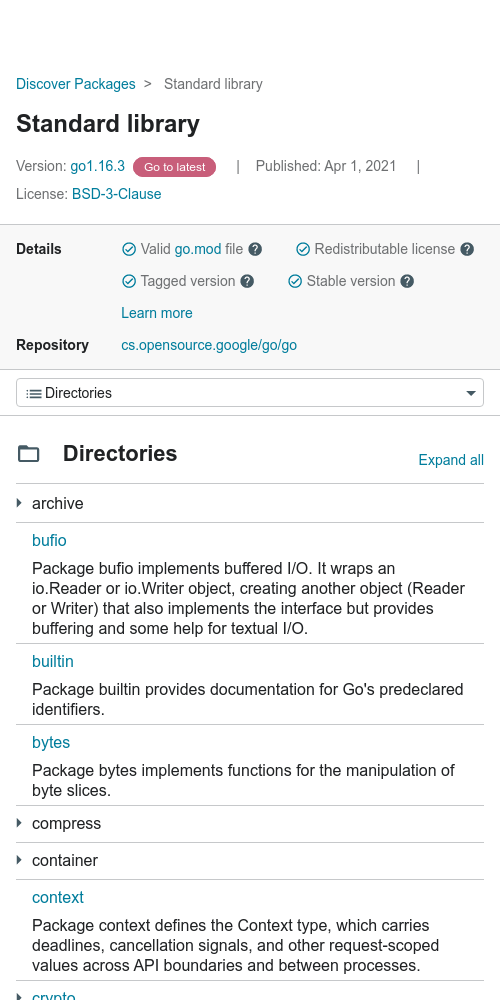 Discover Packages > Standard library
Standard library
Version: go1.16.3 Go to latest | Published: Apr 1, 2021 |
License: BSD-3-Clause
Details Valid go.mod file ? Redistributable license ?
Tagged version ? Stable version ?
Learn more
Repository cs.opensource.google/go/go
Directories
Directories Expand all
archive
bufio
Package bufio implements buffered I/O. It wraps an
io.Reader or io.Writer object, creating another object (Reader
or Writer) that also implements the interface but provides
buffering and some help for textual I/O.
builtin
Package builtin provides documentation for Go's predeclared
identifiers.
bytes
Package bytes implements functions for the manipulation of
byte slices.
compress
container
context
Package context defines the Context type, which carries
deadlines, cancellation signals, and other request-scoped
values across API boundaries and between processes.
crypto